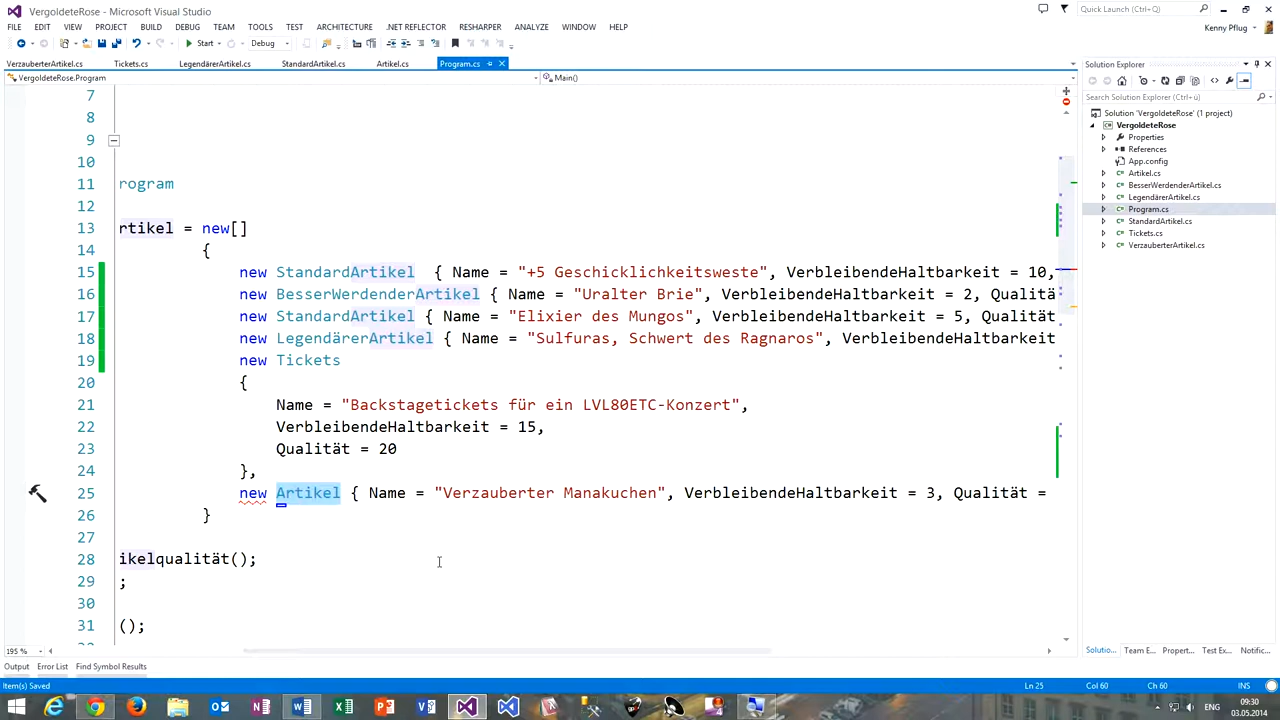 VergoldeteRose - Microsoft Visual Studio
Quick Launch (Ctrl+Q)
FILE EDIT VIEW PROJECT BUILD DEBUG TEAM TOOLS TEST ARCHITECTURE .NET REFLECTOR RESHARPER ANALYZE WINDOW HELP
Kenny Pflug
Start Debug
VerzauberterArtikel.cs Tickets.cs LegendärerArtikel.cs StandardArtikel.cs Artikel.cs Program.cs
Solution Explorer
VergoldeteRose.Program Main()
Search Solution Explorer (Ctrl+ü)
Solution 'VergoldeteRose' (1 project)
VergoldeteRose
Properties
References
App.config
Artikel.cs
BesserWerdenderArtikel.cs
LegendärerArtikel.cs
Program.cs
StandardArtikel.cs
Tickets.cs
VerzauberterArtikel.cs
7
8
9
10
11 rogram
12
13 rtikel = new[]
14 {
15 new StandardArtikel  { Name = "+5 Geschicklichkeitsweste", VerbleibendeHaltbarkeit = 10,
16 new BesserWerdenderArtikel { Name = "Uralter Brie", VerbleibendeHaltbarkeit = 2, Qualitä
17 new StandardArtikel { Name = "Elixier des Mungos", VerbleibendeHaltbarkeit = 5, Qualität
18 new LegendärerArtikel { Name = "Sulfuras, Schwert des Ragnaros", VerbleibendeHaltbarkeit
19 new Tickets
20 {
21 Name = "Backstagetickets für ein LVL80ETC-Konzert",
22 VerbleibendeHaltbarkeit = 15,
23 Qualität = 20
24 },
25 new Artikel { Name = "Verzauberter Manakuchen", VerbleibendeHaltbarkeit = 3, Qualität =
26 }
27
28 ikelqualität();
29 ;
30
31 ();
195 %
Solutio... Team E... Propert... Test Ex... Notific...
Output Error List Find Symbol Results
Item(s) Saved Ln 25 Col 60 Ch 60 INS
ENG
09:30
03.05.2014